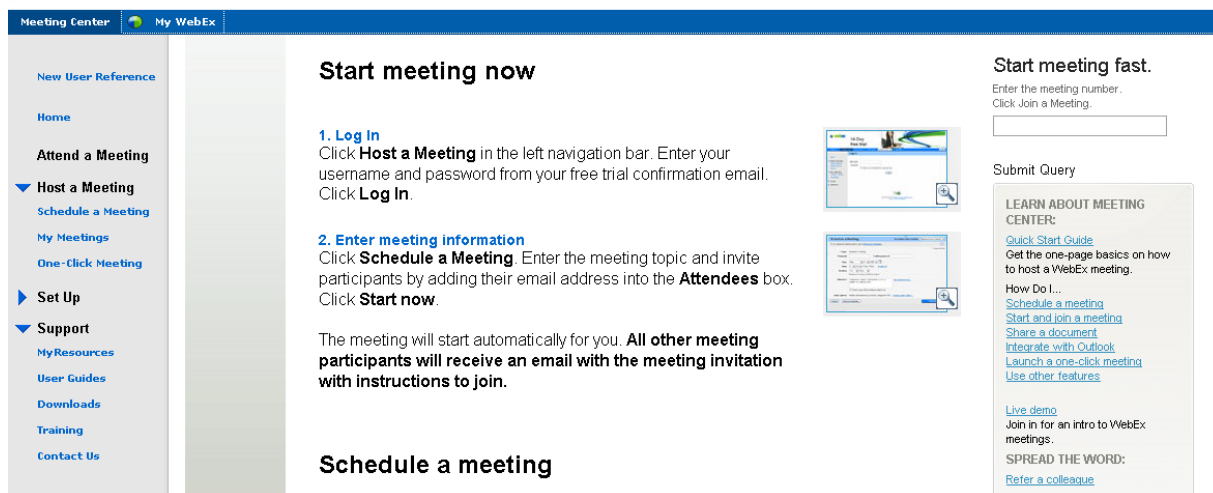 Meeting Center
My WebEx
New User Reference
Home
Attend a Meeting
Host a Meeting
Schedule a Meeting
My Meetings
One-Click Meeting
Set Up
Support
MyResources
User Guides
Downloads
Training
Contact Us
Start meeting now
1. Log In
Click Host a Meeting in the left navigation bar. Enter your
username and password from your free trial confirmation email.
Click Log In.
2. Enter meeting information
Click Schedule a Meeting. Enter the meeting topic and invite
participants by adding their email address into the Attendees box.
Click Start now.
The meeting will start automatically for you. All other meeting
participants will receive an email with the meeting invitation
with instructions to join.
Schedule a meeting
Start meeting fast.
Enter the meeting number.
Click Join a Meeting.
Submit Query
LEARN ABOUT MEETING
CENTER:
Quick Start Guide
Get the one-page basics on how
to host a WebEx meeting.
How Do I...
Schedule a meeting
Start and join a meeting
Share a document
Integrate with Outlook
Launch a one-click meeting
Use other features
Live demo
Join in for an intro to WebEx
meetings.
SPREAD THE WORD:
Refer a colleague